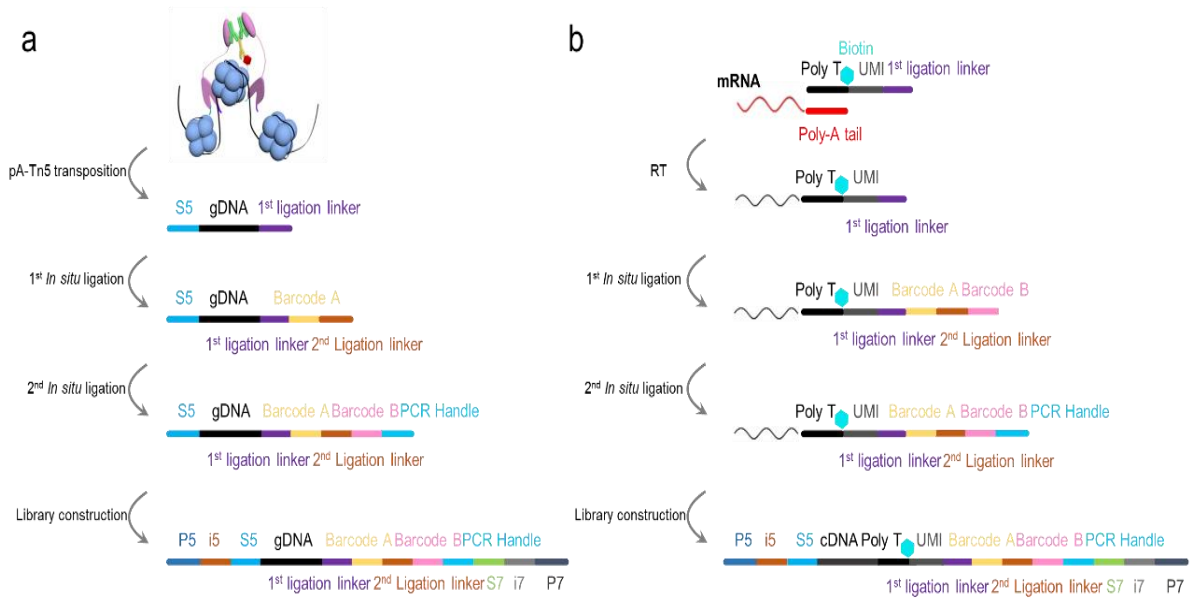 a
pA-Tn5 transposition
S5 gDNA 1st ligation linker
1st In situ ligation
S5 gDNA Barcode A
1st ligation linker 2nd Ligation linker
2nd In situ ligation
S5 gDNA Barcode A Barcode B PCR Handle
1st ligation linker 2nd Ligation linker
Library construction
P5 i5 S5 gDNA Barcode A Barcode B PCR Handle
1st ligation linker 2nd Ligation linker S7 i7 P7
b
Biotin
Poly T UMI 1st ligation linker
mRNA
Poly-A tail
RT
Poly T UMI
1st ligation linker
1st In situ ligation
Poly T UMI Barcode A Barcode B
1st ligation linker 2nd Ligation linker
2nd In situ ligation
Poly T UMI Barcode A Barcode B PCR Handle
1st ligation linker 2nd Ligation linker
Library construction
P5 i5 S5 cDNA Poly T UMI Barcode A Barcode B PCR Handle
1st ligation linker 2nd Ligation linker S7 i7 P7